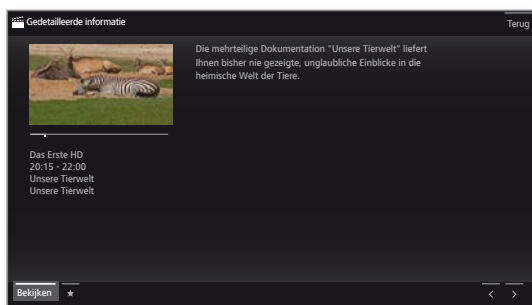 Gedetailleerde informatie
Terug
Die mehrteilige Dokumentation "Unsere Tierwelt" liefert
Ihnen bisher nie gezeigte, unglaubliche Einblicke in die
heimische Welt der Tiere.
Das Erste HD
20:15 - 22:00
Unsere Tierwelt
Unsere Tierwelt
Bekijken